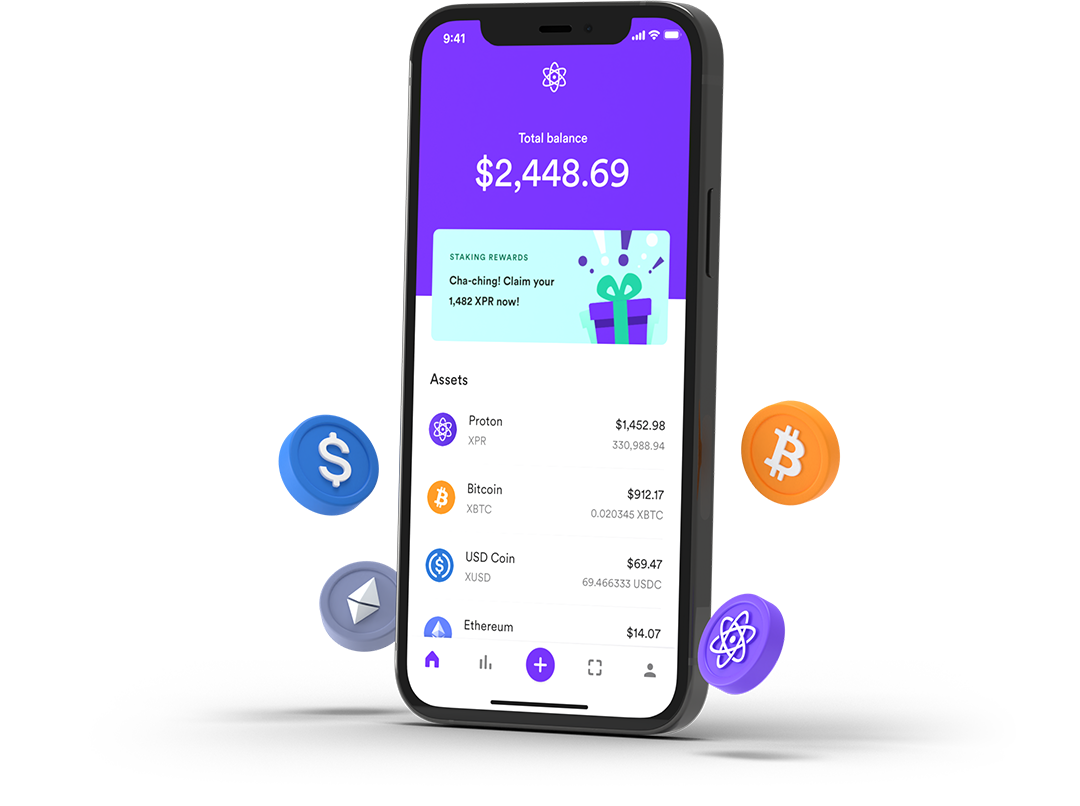 9:41
Total balance
$2,448.69
STAKING REWARDS
Cha-ching! Claim your
1,482 XPR now!
Assets
Proton
$1,452.98
XPR
330,988.94
Bitcoin
$912.17
XBTC
0.020345 XBTC
USD Coin
$69.47
XUSD
69.466333 USDC
Ethereum
$14.07